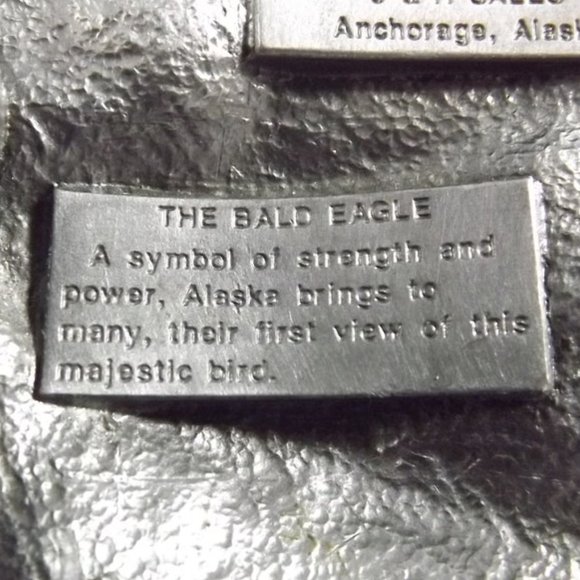 Anchorage, Alas
THE BALD EAGLE
A symbol of strength and
power, Alaska brings to
many, their first view of this
majestic bird.